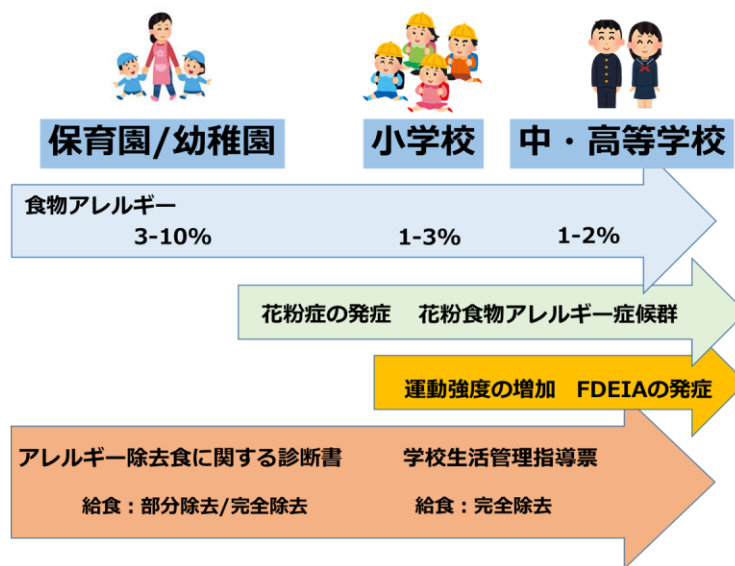 保育園/幼稚園 小学校 中・高等学校
食物アレルギー
3-10% 1-3% 1-2%
花粉症の発症 花粉食物アレルギー症候群
運動強度の増加 FDEIAの発症
アレルギー除去食に関する診断書 学校生活管理指導票
給食：部分除去/完全除去 給食：完全除去